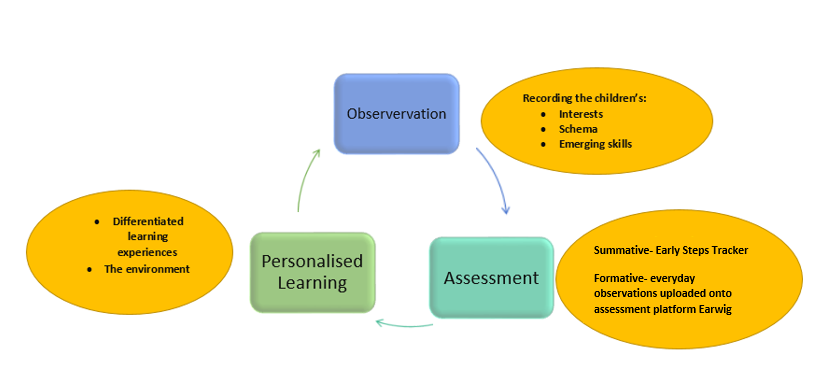 Observervation
Recording the children's:
• Interests
• Schema
• Emerging skills
• Differentiated
learning
experiences
• The environment
Personalised
Learning
Assessment
Summative- Early Steps Tracker
Formative- everyday
observations uploaded onto
assessment platform Earwig